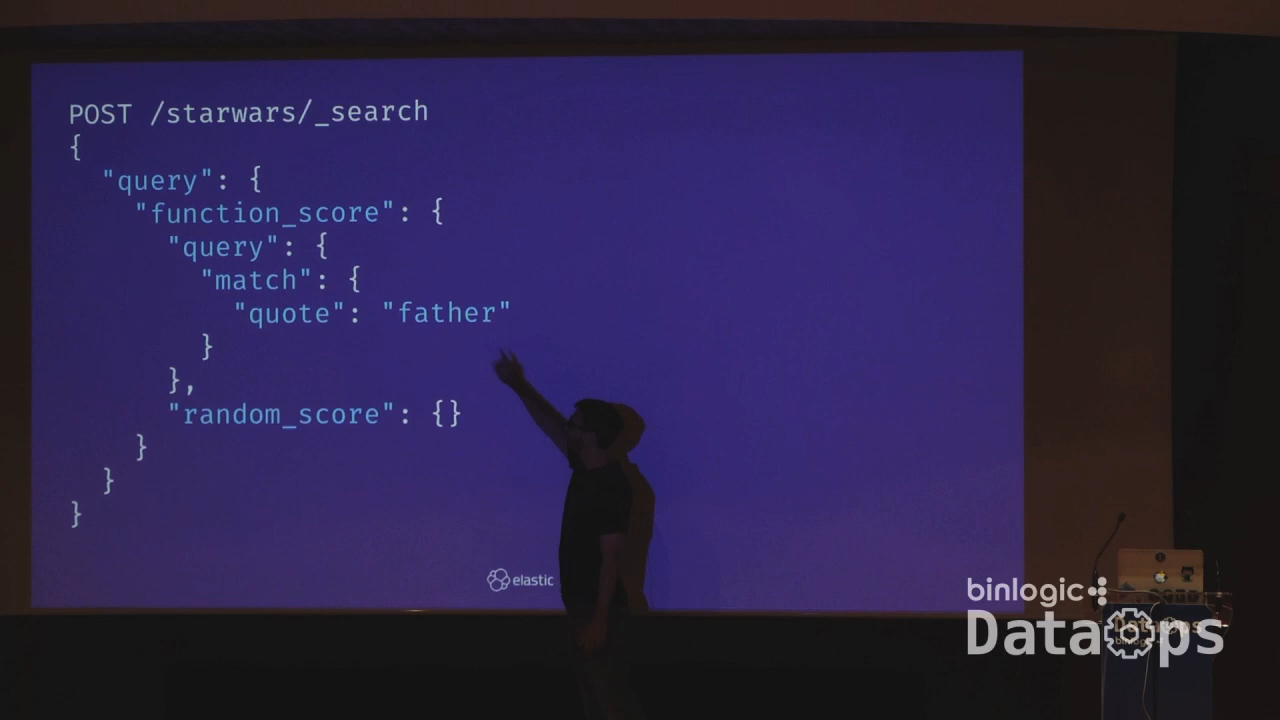 POST /starwars/_search
{
  "query": {
    "function_score": {
      "query": {
        "match": {
          "quote": "father"
        }
      },
      "random_score": {}
    }
  }
}
elastic
binlogic
DataOps